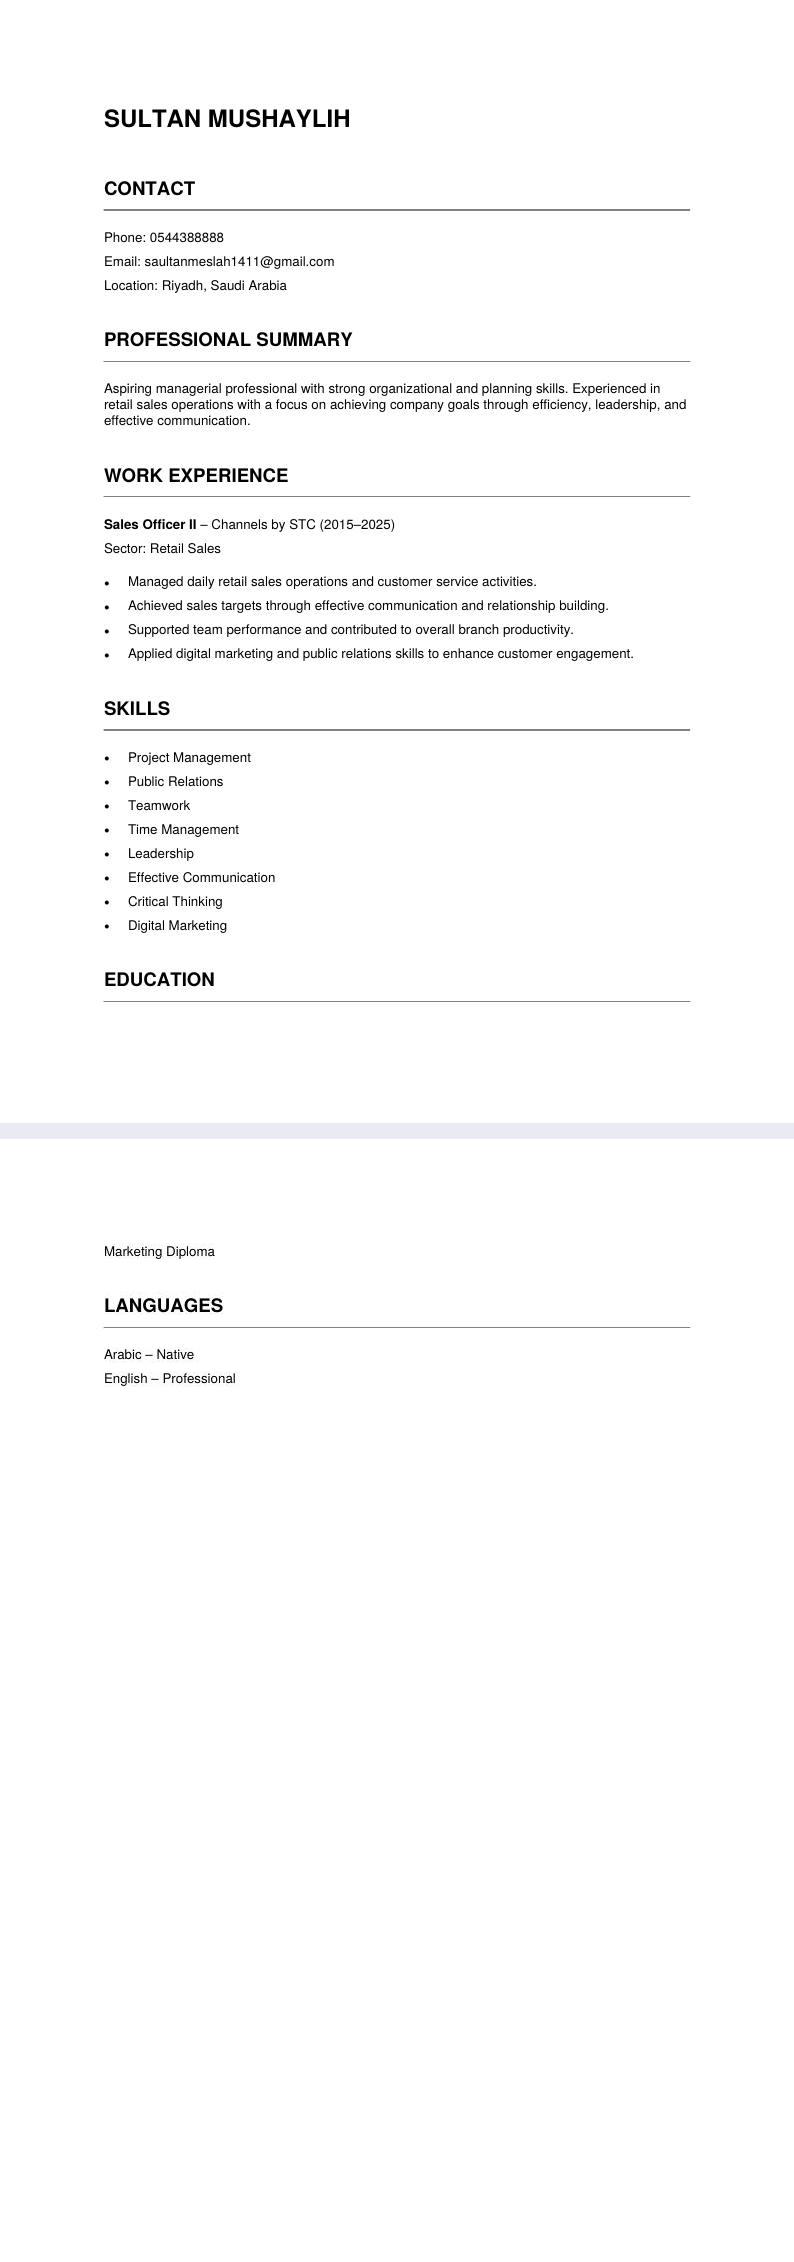 SULTAN MUSHAYLIH
CONTACT
Phone: 0544388888
Email: saultanmeslah1411@gmail.com
Location: Riyadh, Saudi Arabia
PROFESSIONAL SUMMARY
Aspiring managerial professional with strong organizational and planning skills. Experienced in
retail sales operations with a focus on achieving company goals through efficiency, leadership, and
effective communication.
WORK EXPERIENCE
Sales Officer II – Channels by STC (2015–2025)
Sector: Retail Sales
• Managed daily retail sales operations and customer service activities.
• Achieved sales targets through effective communication and relationship building.
• Supported team performance and contributed to overall branch productivity.
• Applied digital marketing and public relations skills to enhance customer engagement.
SKILLS
• Project Management
• Public Relations
• Teamwork
• Time Management
• Leadership
• Effective Communication
• Critical Thinking
• Digital Marketing
EDUCATION
Marketing Diploma
LANGUAGES
Arabic – Native
English – Professional